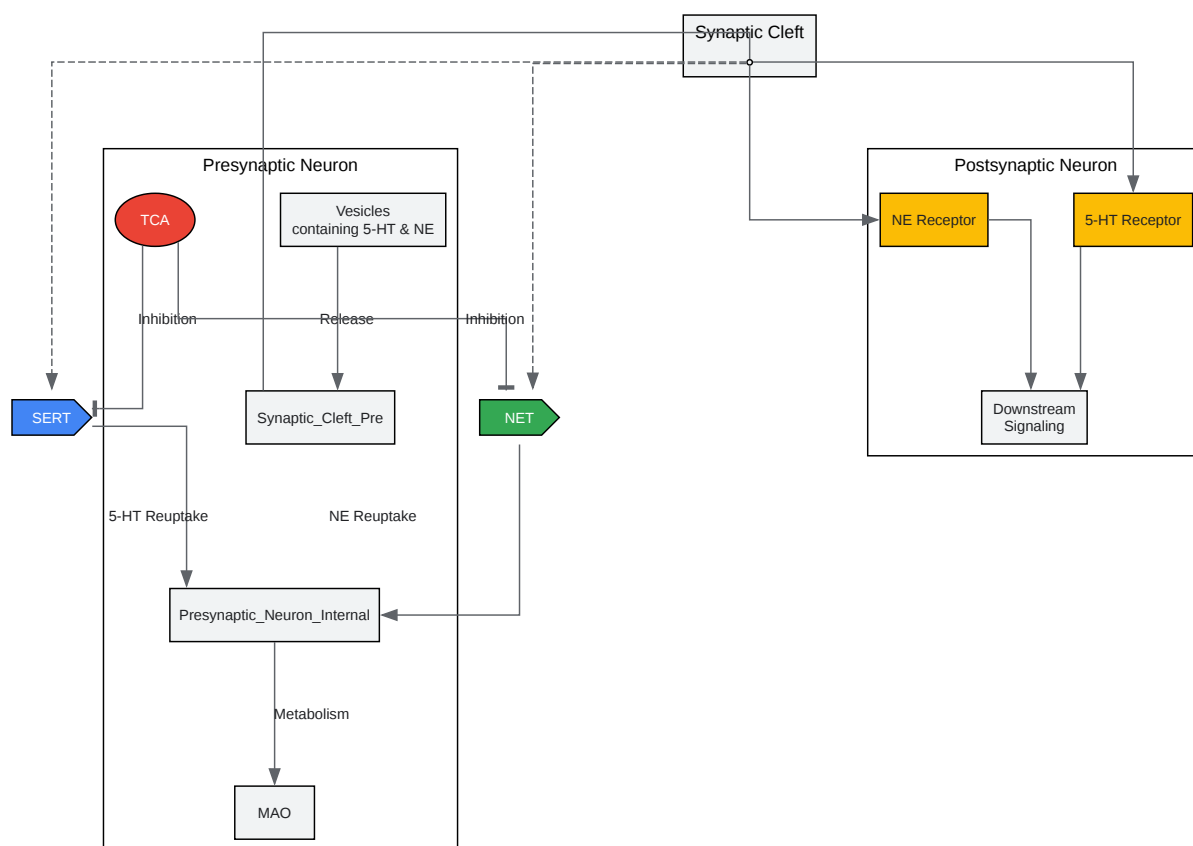 Synaptic Cleft
Presynaptic Neuron
Postsynaptic Neuron
TCA
Vesicles
containing 5-HT & NE
NE Receptor
5-HT Receptor
Inhibition
Release
Inhibition
SERT
Synaptic_Cleft_Pre
NET
Downstream
Signaling
5-HT Reuptake
NE Reuptake
Presynaptic_Neuron_Internal
Metabolism
MAO